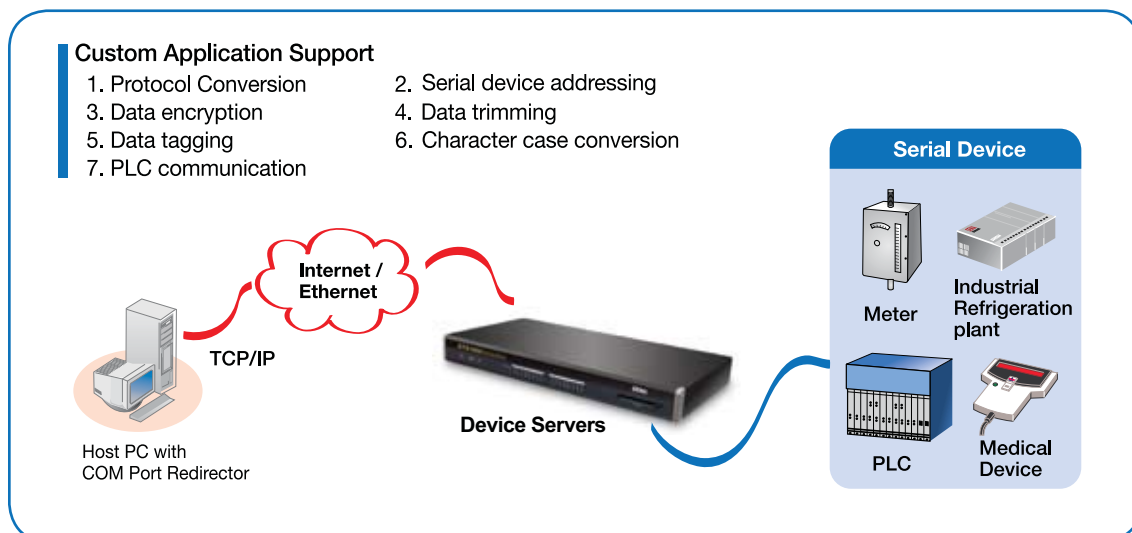 Custom Application Support
1. Protocol Conversion
2. Serial device addressing
3. Data encryption
4. Data trimming
5. Data tagging
6. Character case conversion
7. PLC communication
Serial Device
Internet /
Ethernet
Meter
Industrial
Refrigeration
plant
TCP/IP
Device Servers
Host PC with
COM Port Redirector
PLC
Medical
Device